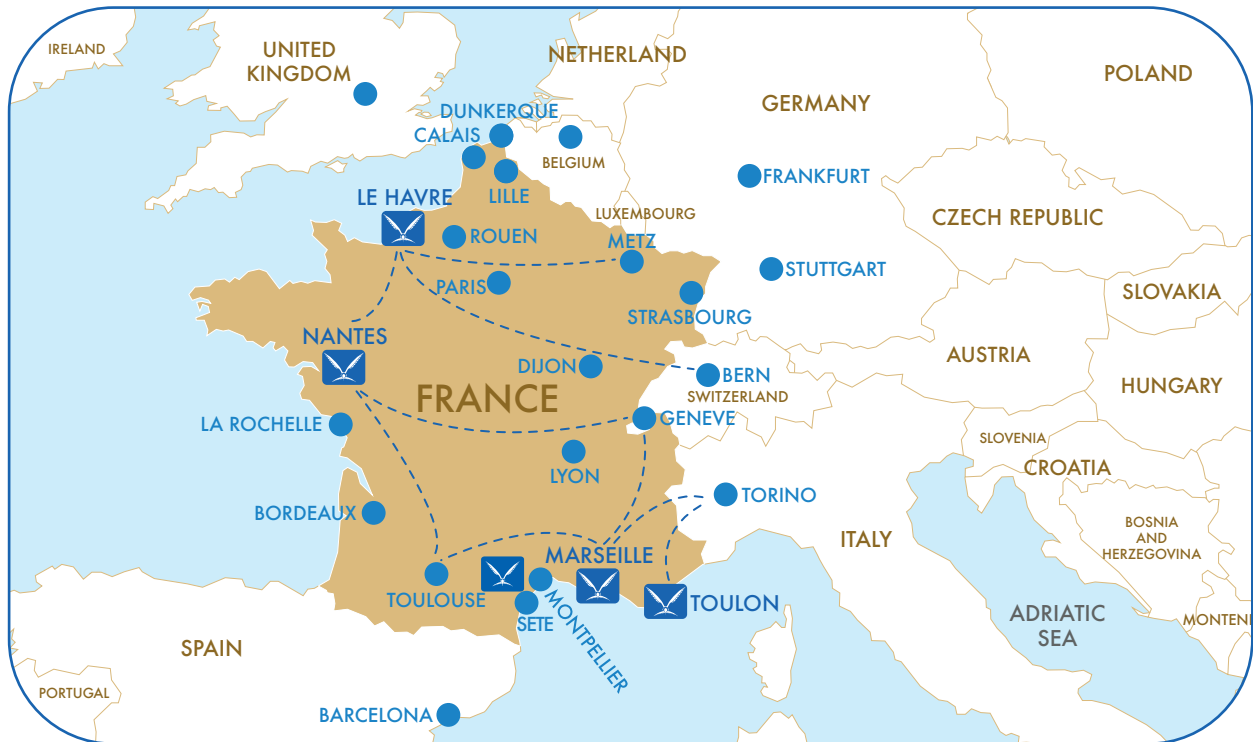 IRELAND
UNITED
KINGDOM
NETHERLAND
POLAND
GERMANY
DUNKERQUE
CALAIS
BELGIUM
FRANKFURT
LILLE
LE HAVRE
LUXEMBOURG
CZECH REPUBLIC
ROUEN
METZ
STUTTGART
PARIS
SLOVAKIA
STRASBOURG
NANTES
AUSTRIA
DIJON
BERN
HUNGARY
FRANCE
SWITZERLAND
LA ROCHELLE
GENEVE
SLOVENIA
CROATIA
LYON
TORINO
BORDEAUX
BOSNIA
AND
HERZEGOVINA
ITALY
MARSEILLE
TOULOUSE
TOULON
MONTPELLIER
SETE
ADRIATIC
SEA
MONTEN
SPAIN
PORTUGAL
BARCELONA